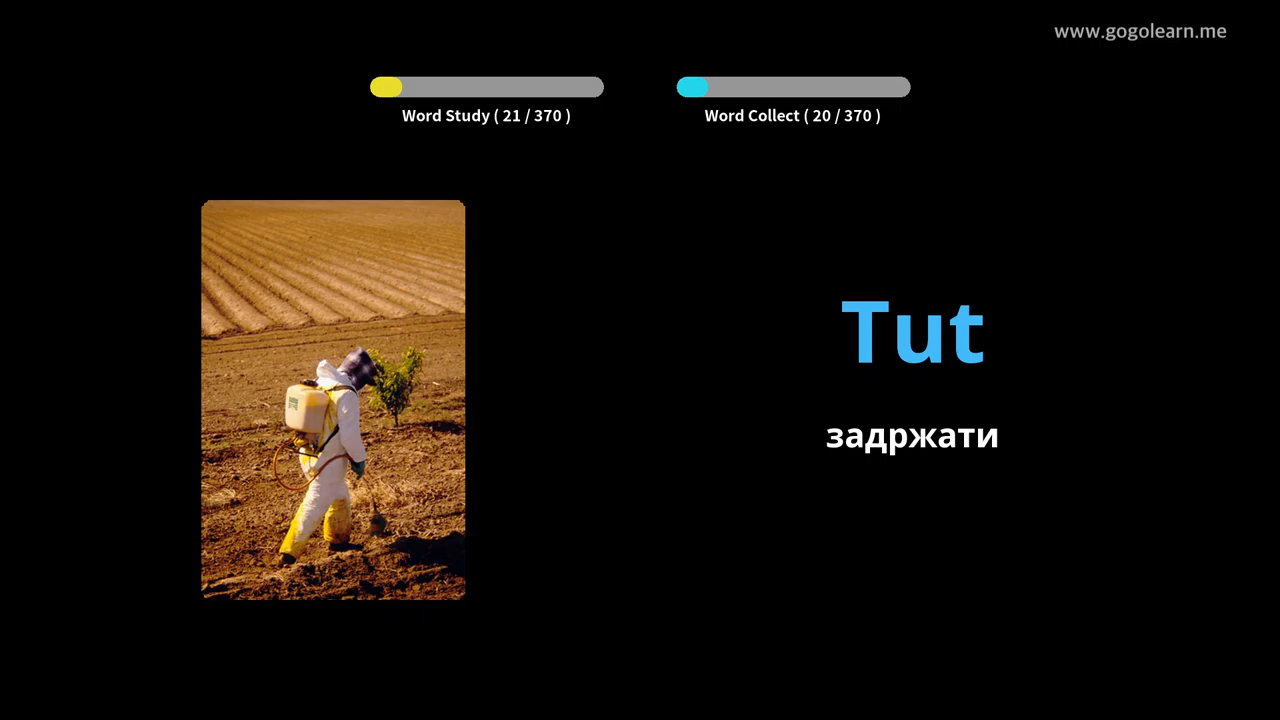 www.gogolearn.me
Word Study ( 21 / 370 )
Word Collect ( 20 / 370 )
Tut
задржати